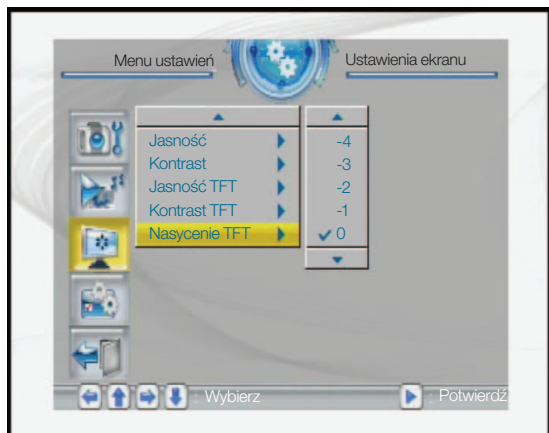 Menu ustawień
Ustawienia ekranu
Jasność
Kontrast
Jasność TFT
Kontrast TFT
Nasycenie TFT
-4
-3
-2
-1
0
: Wybierz
: Potwierdź